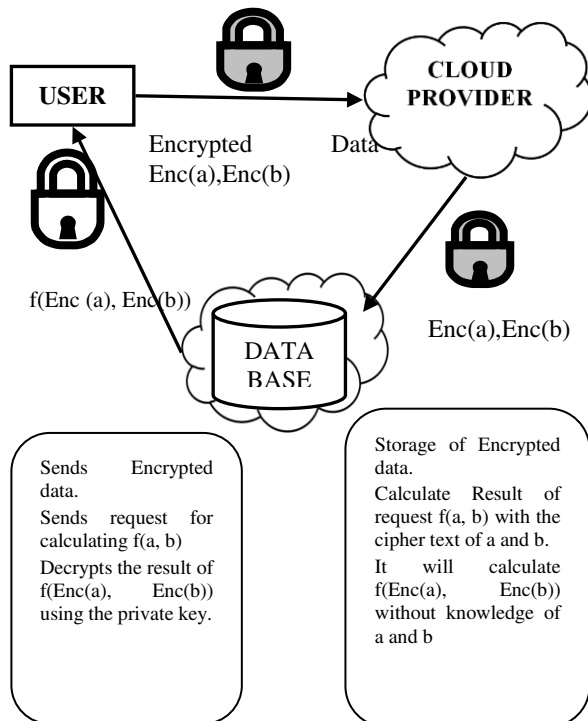 USER
CLOUD
PROVIDER
Encrypted Data
Enc(a),Enc(b)
f(Enc (a), Enc(b))
Enc(a),Enc(b)
DATA
BASE
Sends Encrypted
data.
Sends request for
calculating f(a, b)
Decrypts the result of
f(Enc(a), Enc(b))
using the private key.
Storage of Encrypted
data.
Calculate Result of
request f(a, b) with the
cipher text of a and b.
It will calculate
f(Enc(a), Enc(b))
without knowledge of
a and b